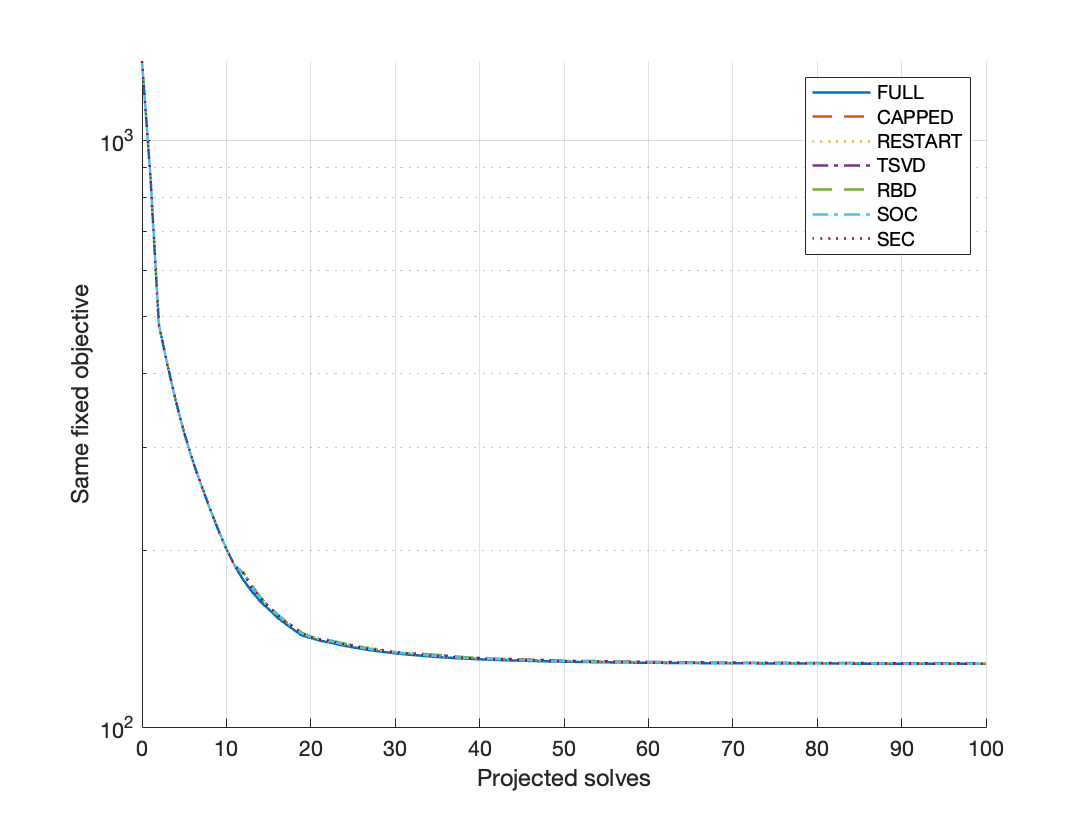 FULL
CAPPED
RESTART
TSVD
RBD
SOC
SEC
10³
Same fixed objective
10²
0 10 20 30 40 50 60 70 80 90 100
Projected solves